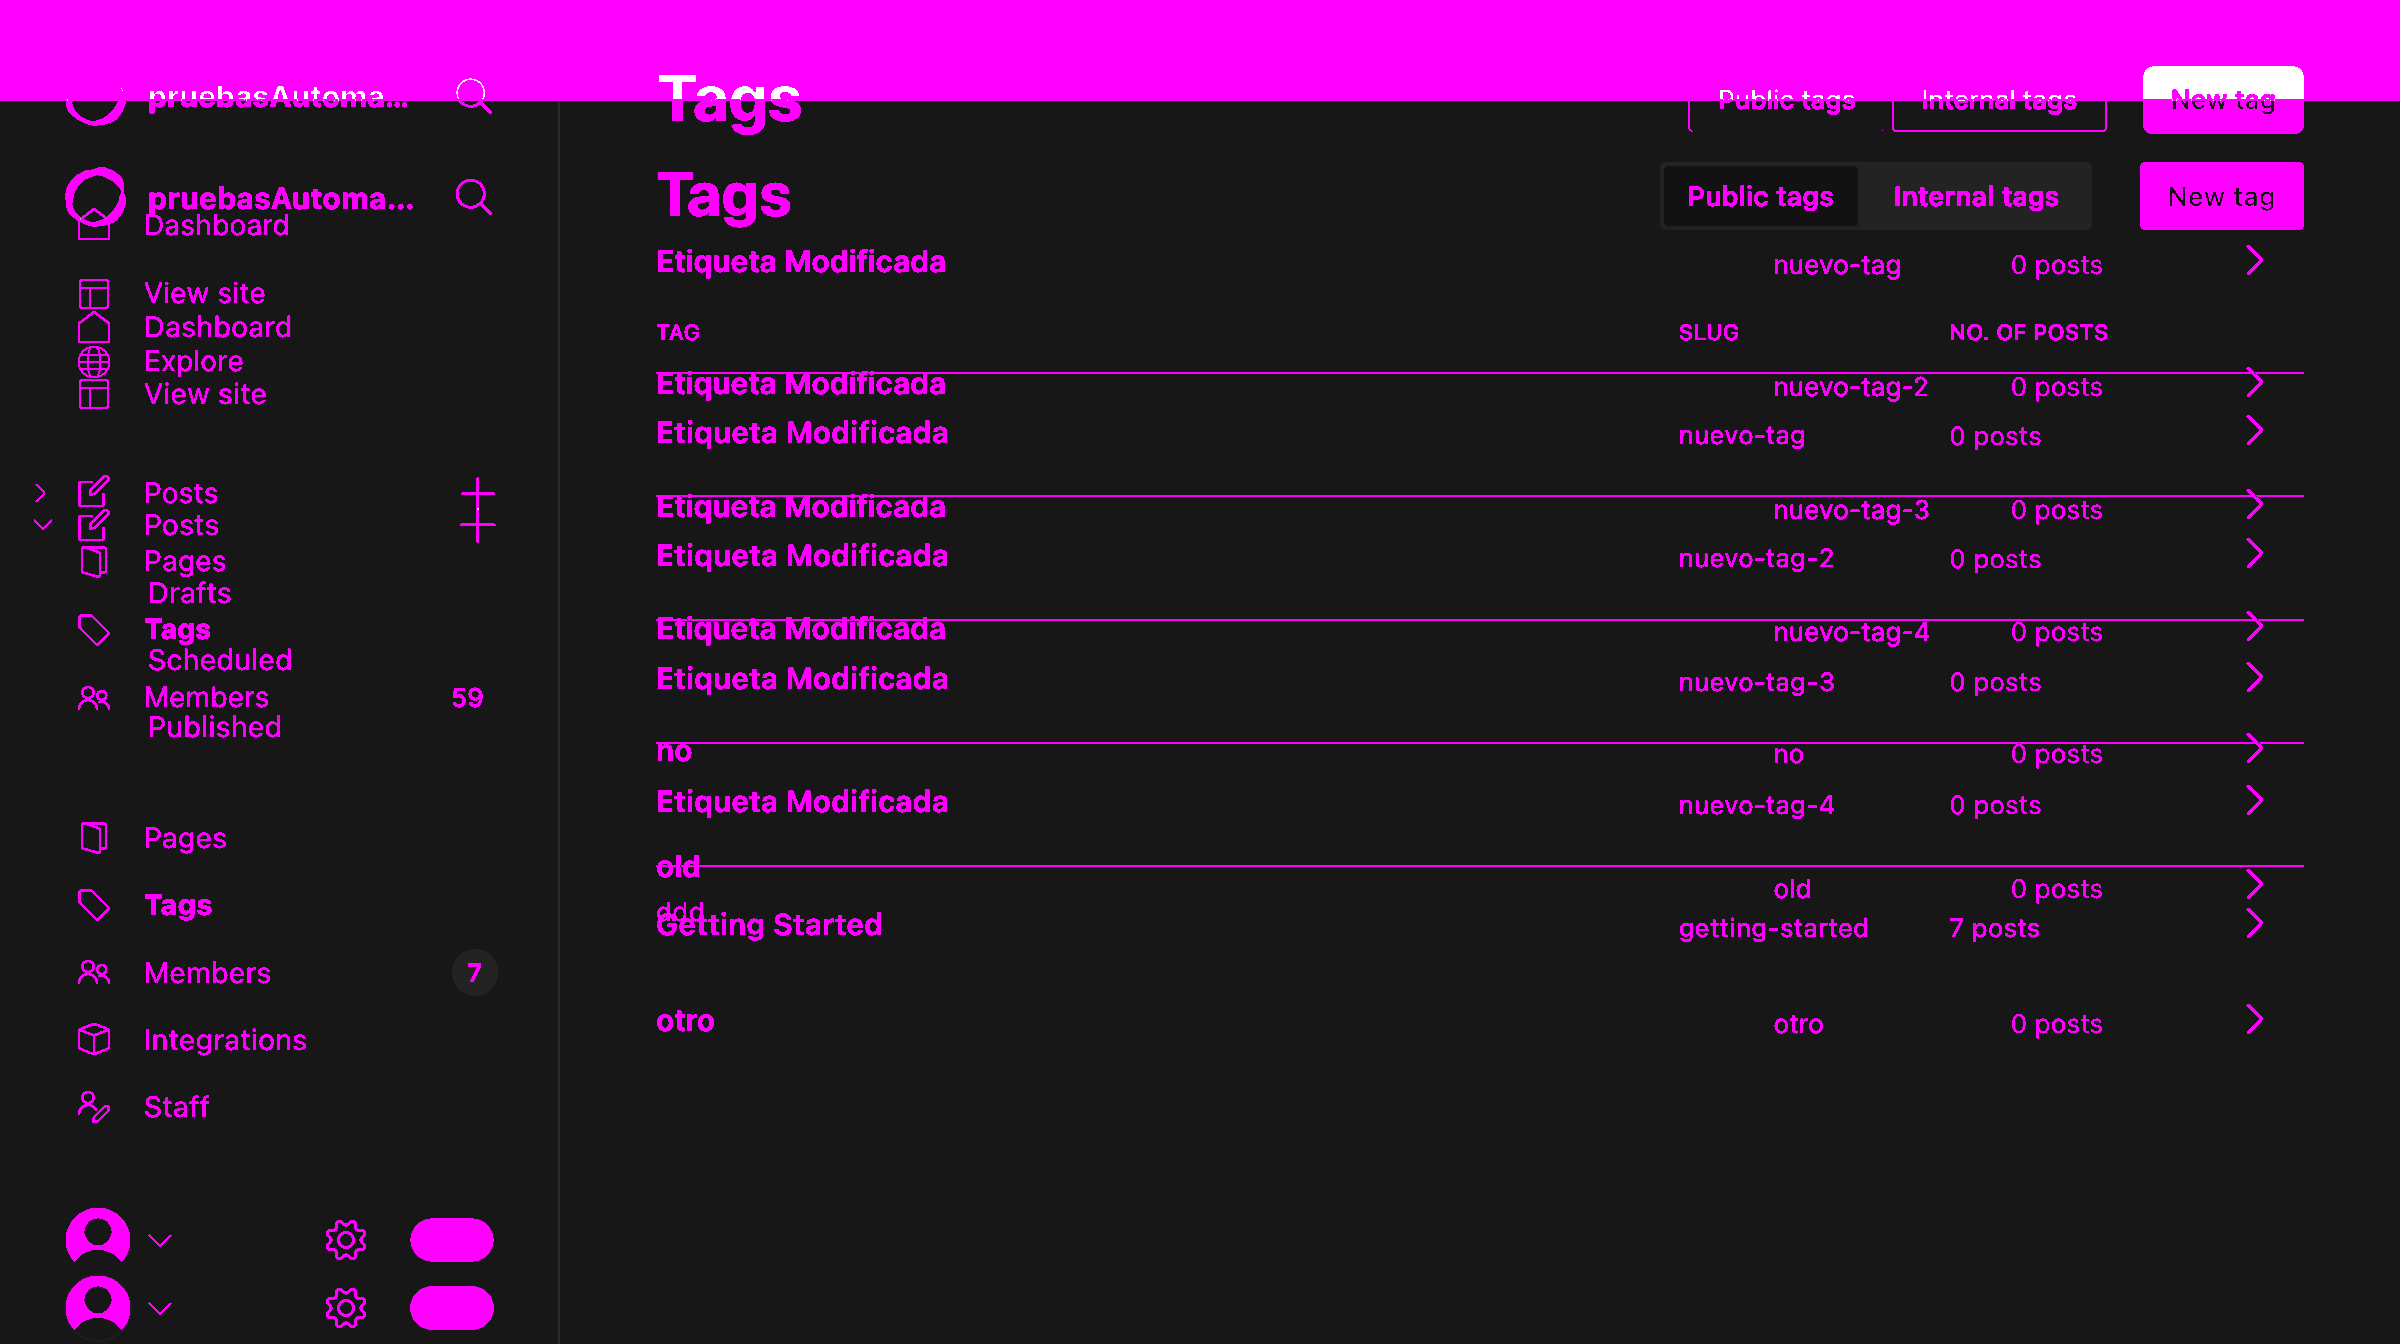 pruebasAutoma...
Tags
Public tags
Internal tags
New tag
pruebasAutoma...
Tags
Public tags
Internal tags
New tag
Dashboard
Etiqueta Modificada nuevo-tag 0 posts
View site
Dashboard
TAG SLUG NO. OF POSTS
Explore
View site
Etiqueta Modificada nuevo-tag-2 0 posts
Etiqueta Modificada nuevo-tag 0 posts
Posts
Etiqueta Modificada nuevo-tag-3 0 posts
Posts
Pages
Etiqueta Modificada nuevo-tag-2 0 posts
Drafts
Tags
Etiqueta Modificada nuevo-tag-4 0 posts
Scheduled
Etiqueta Modificada nuevo-tag-3 0 posts
Members 59
Published
no no 0 posts
Etiqueta Modificada nuevo-tag-4 0 posts
Pages
old old 0 posts
ddd
Tags
Getting Started getting-started 7 posts
Members 7
otro otro 0 posts
Integrations
Staff